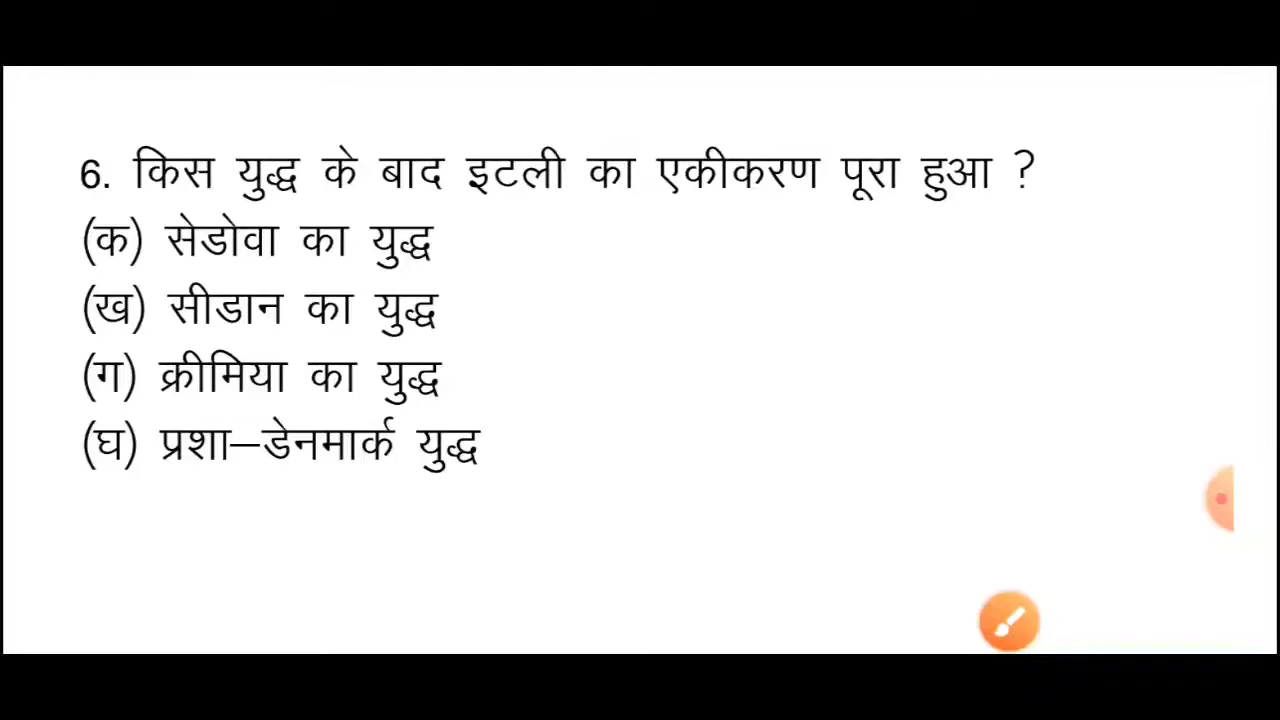 6. किस युद्ध के बाद इटली का एकीकरण पूरा हुआ ?
(क) सेडोवा का युद्ध
(ख) सीडान का युद्ध
(ग) क्रीमिया का युद्ध
(घ) प्रशा–डेनमार्क युद्ध